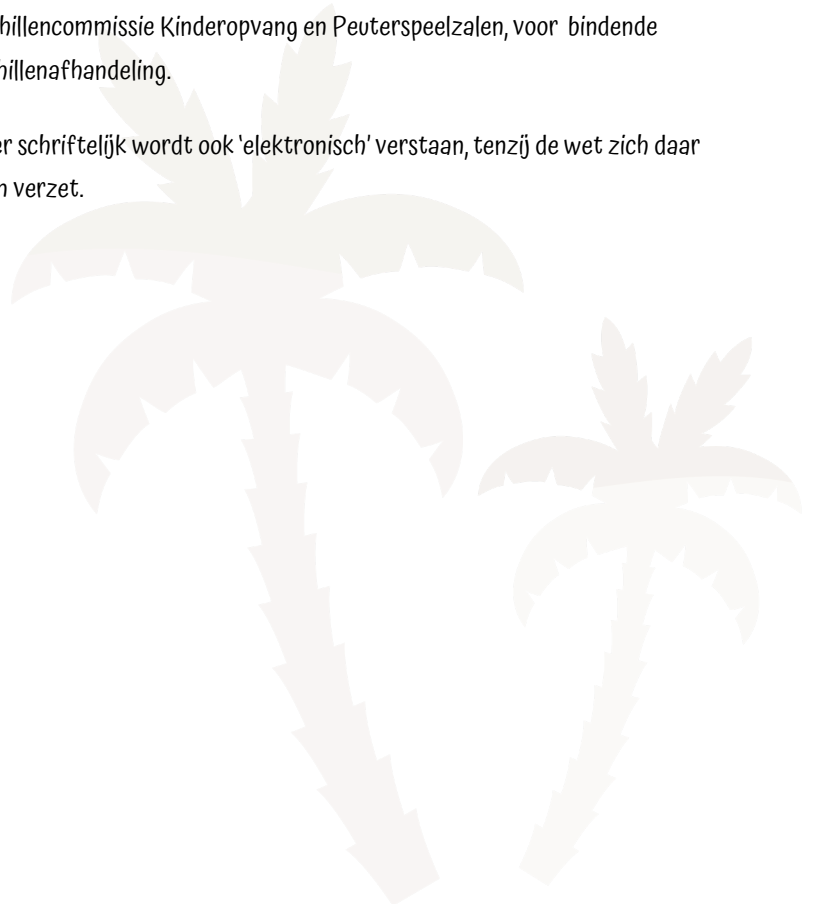 hillencommissie Kinderopvang en Peuterspeelzalen, voor bindende
hillenafhandeling.
er schriftelijk wordt ook ‘elektronisch’ verstaan, tenzij de wet zich daar
n verzet.